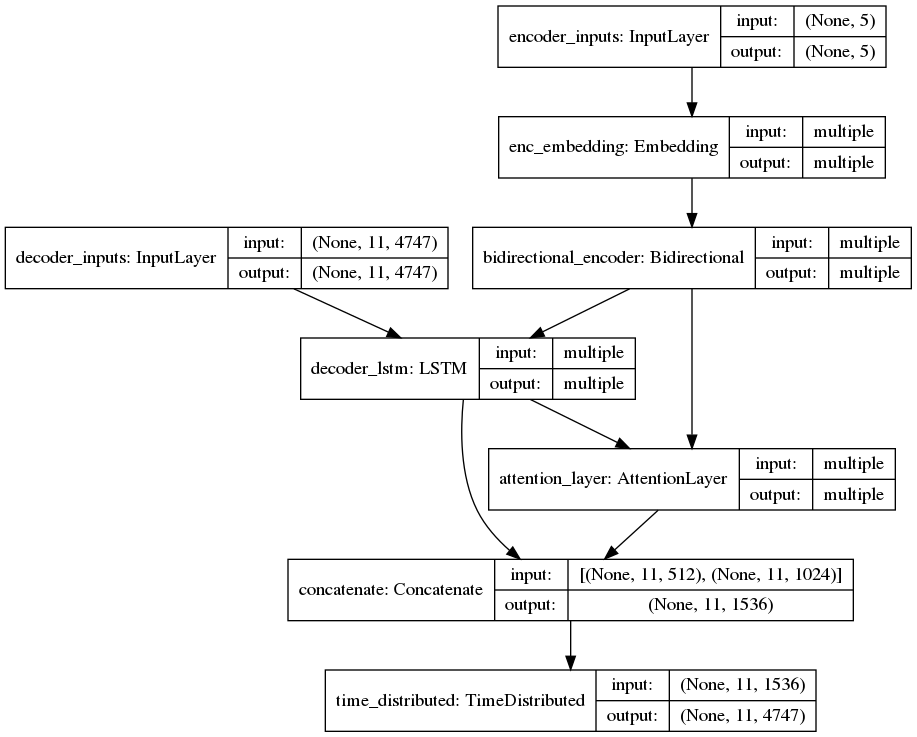 encoder_inputs: InputLayer
input: (None, 5)
output: (None, 5)
enc_embedding: Embedding
input: multiple
output: multiple
decoder_inputs: InputLayer
input: (None, 11, 4747)
output: (None, 11, 4747)
bidirectional_encoder: Bidirectional
input: multiple
output: multiple
decoder_lstm: LSTM
input: multiple
output: multiple
attention_layer: AttentionLayer
input: multiple
output: multiple
concatenate: Concatenate
input: [(None, 11, 512), (None, 11, 1024)]
output: (None, 11, 1536)
time_distributed: TimeDistributed
input: (None, 11, 1536)
output: (None, 11, 4747)